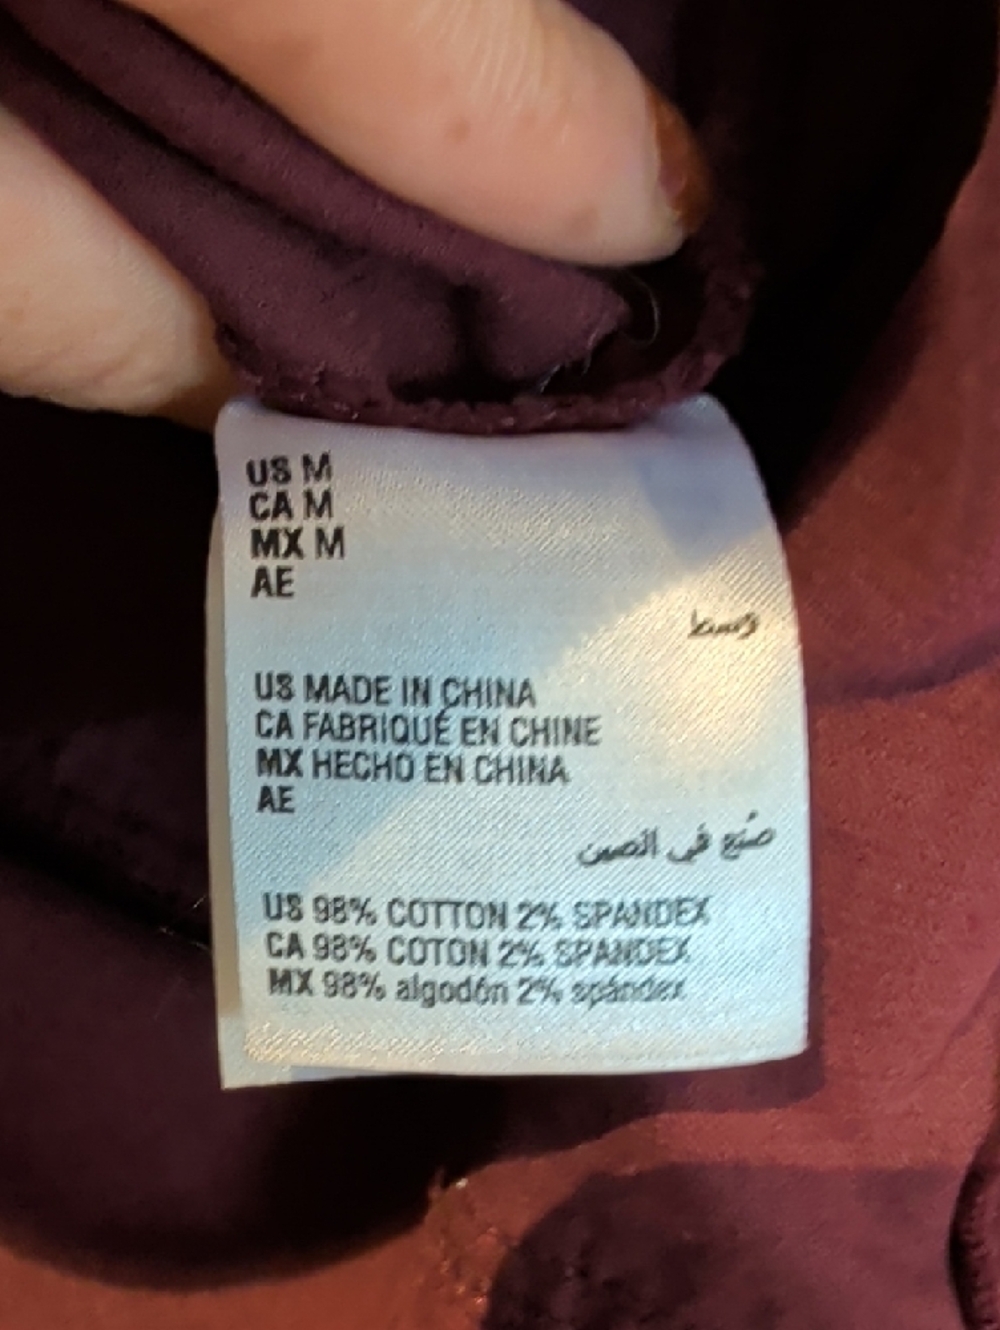 US M
CA M
MX M
AE
وسط
US MADE IN CHINA
CA FABRIQUÉ EN CHINE
MX HECHO EN CHINA
AE
صُنع في الصين
US 98% COTTON 2% SPANDEX
CA 98% COTON 2% SPANDEX
MX 98% algodón 2% spándex